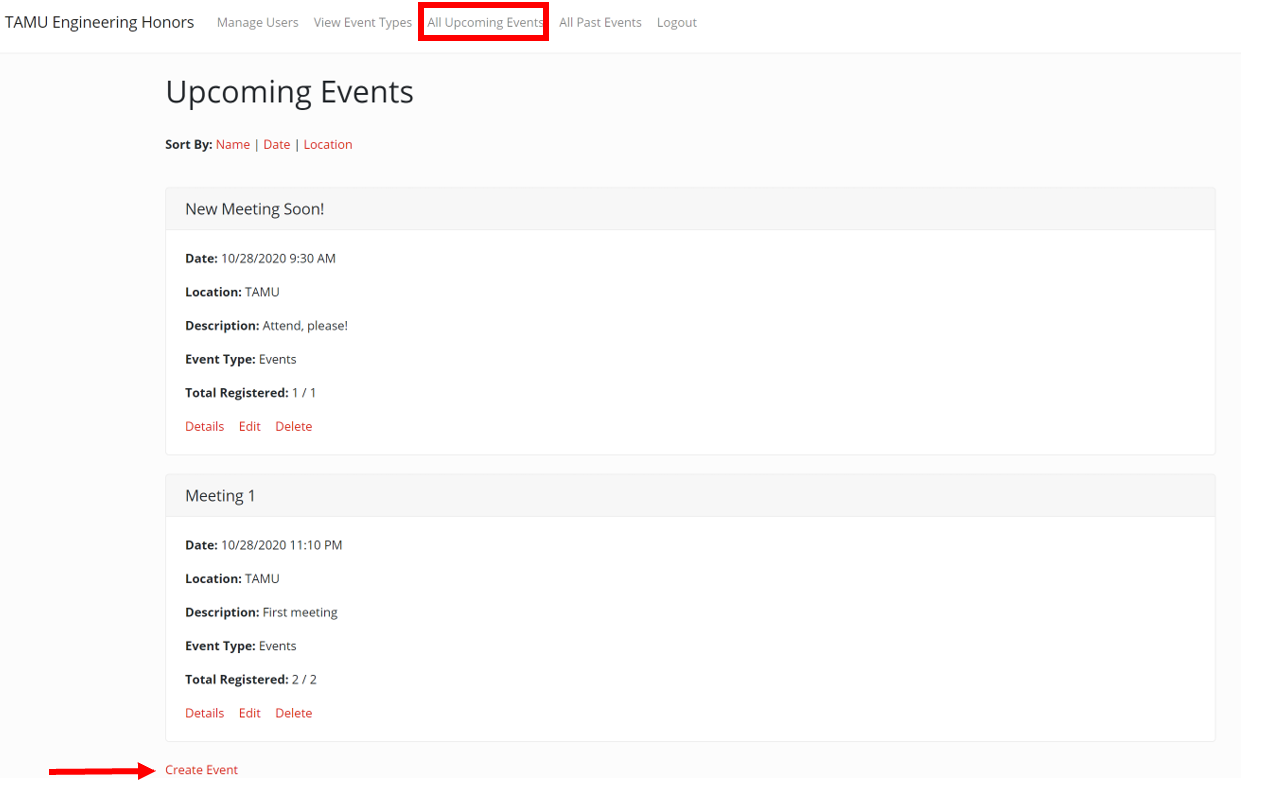 TAMU Engineering Honors Manage Users View Event Types All Upcoming Events All Past Events Logout
Upcoming Events
Sort By: Name | Date | Location
New Meeting Soon!
Date: 10/28/2020 9:30 AM
Location: TAMU
Description: Attend, please!
Event Type: Events
Total Registered: 1 / 1
Details Edit Delete
Meeting 1
Date: 10/28/2020 11:10 PM
Location: TAMU
Description: First meeting
Event Type: Events
Total Registered: 2 / 2
Details Edit Delete
Create Event